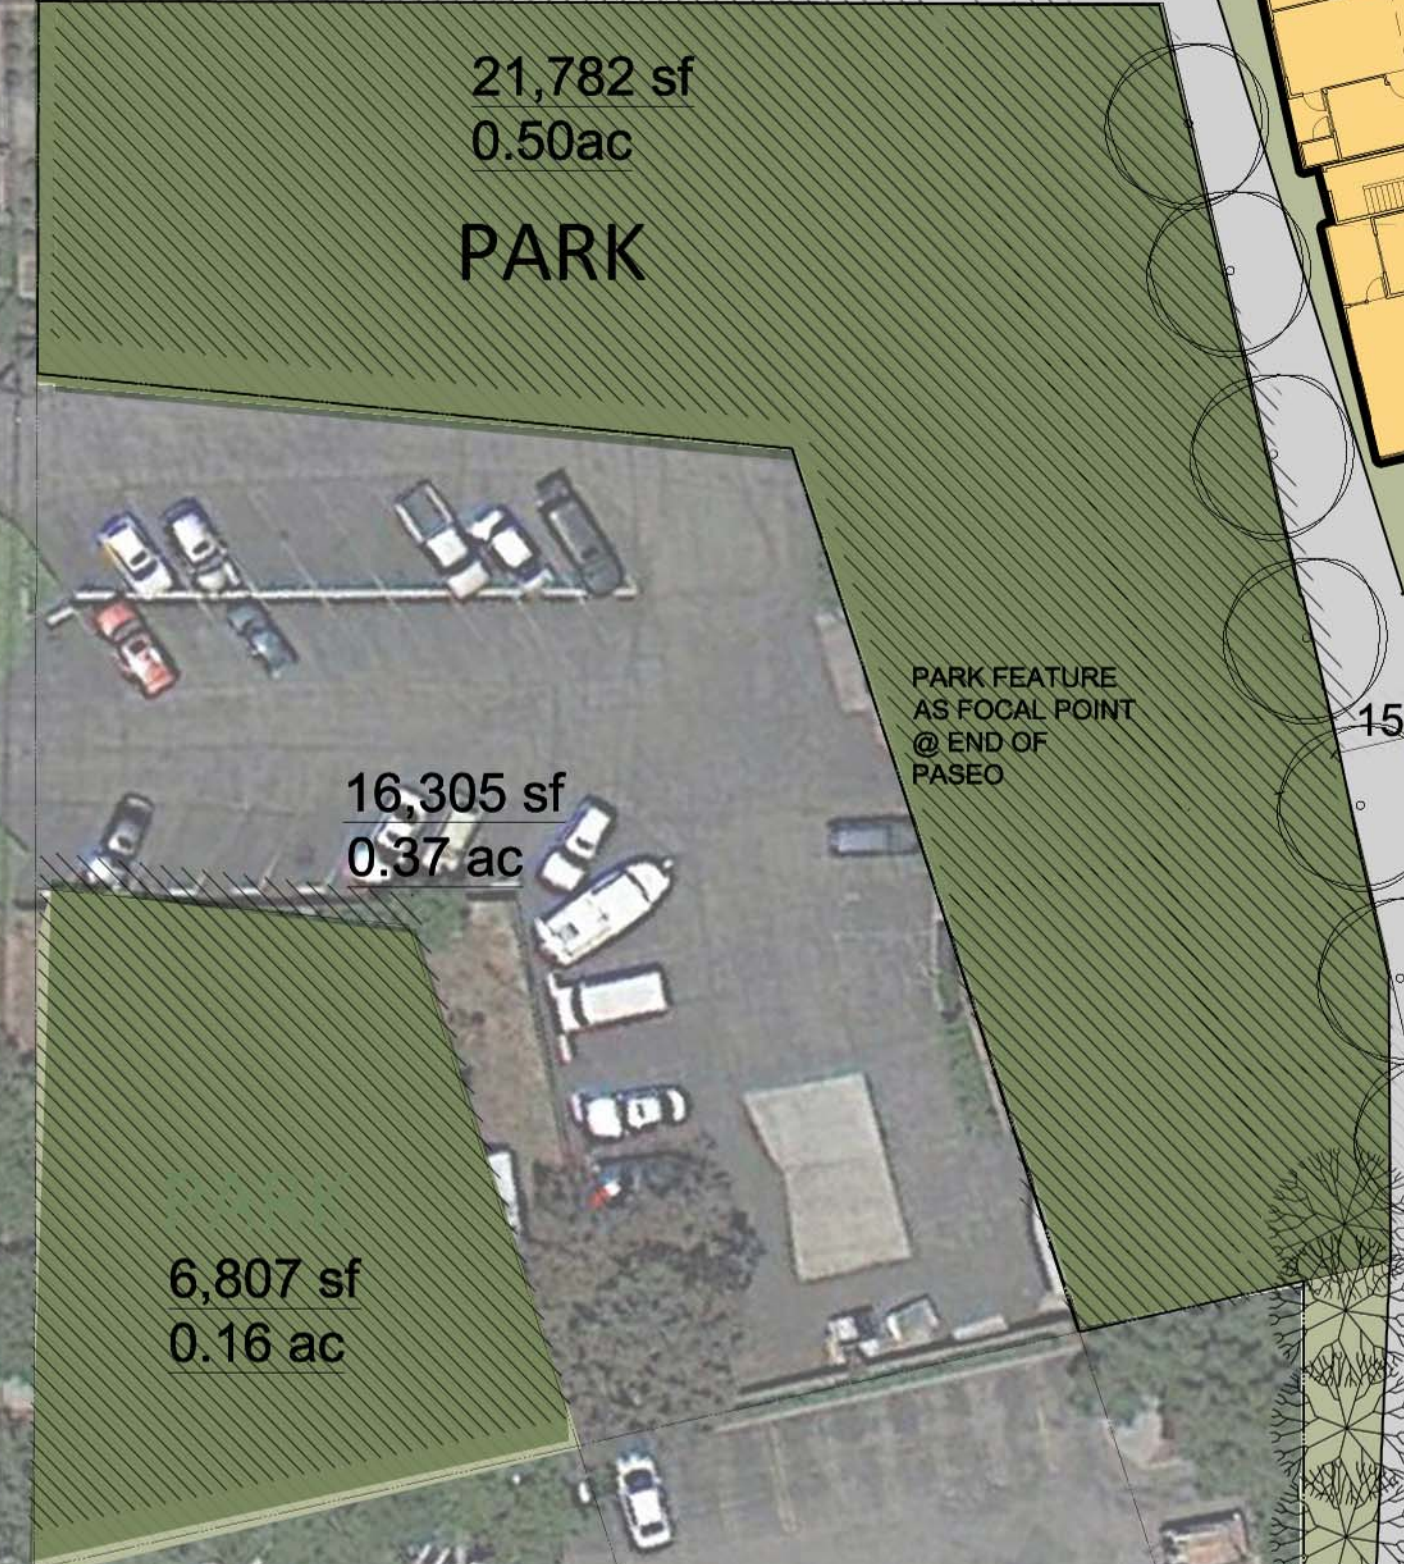 21,782 sf
0.50ac
PARK
PARK FEATURE
AS FOCAL POINT
@ END OF
PASEO
15
16,305 sf
0.37 ac
PARK
6,807 sf
0.16 ac